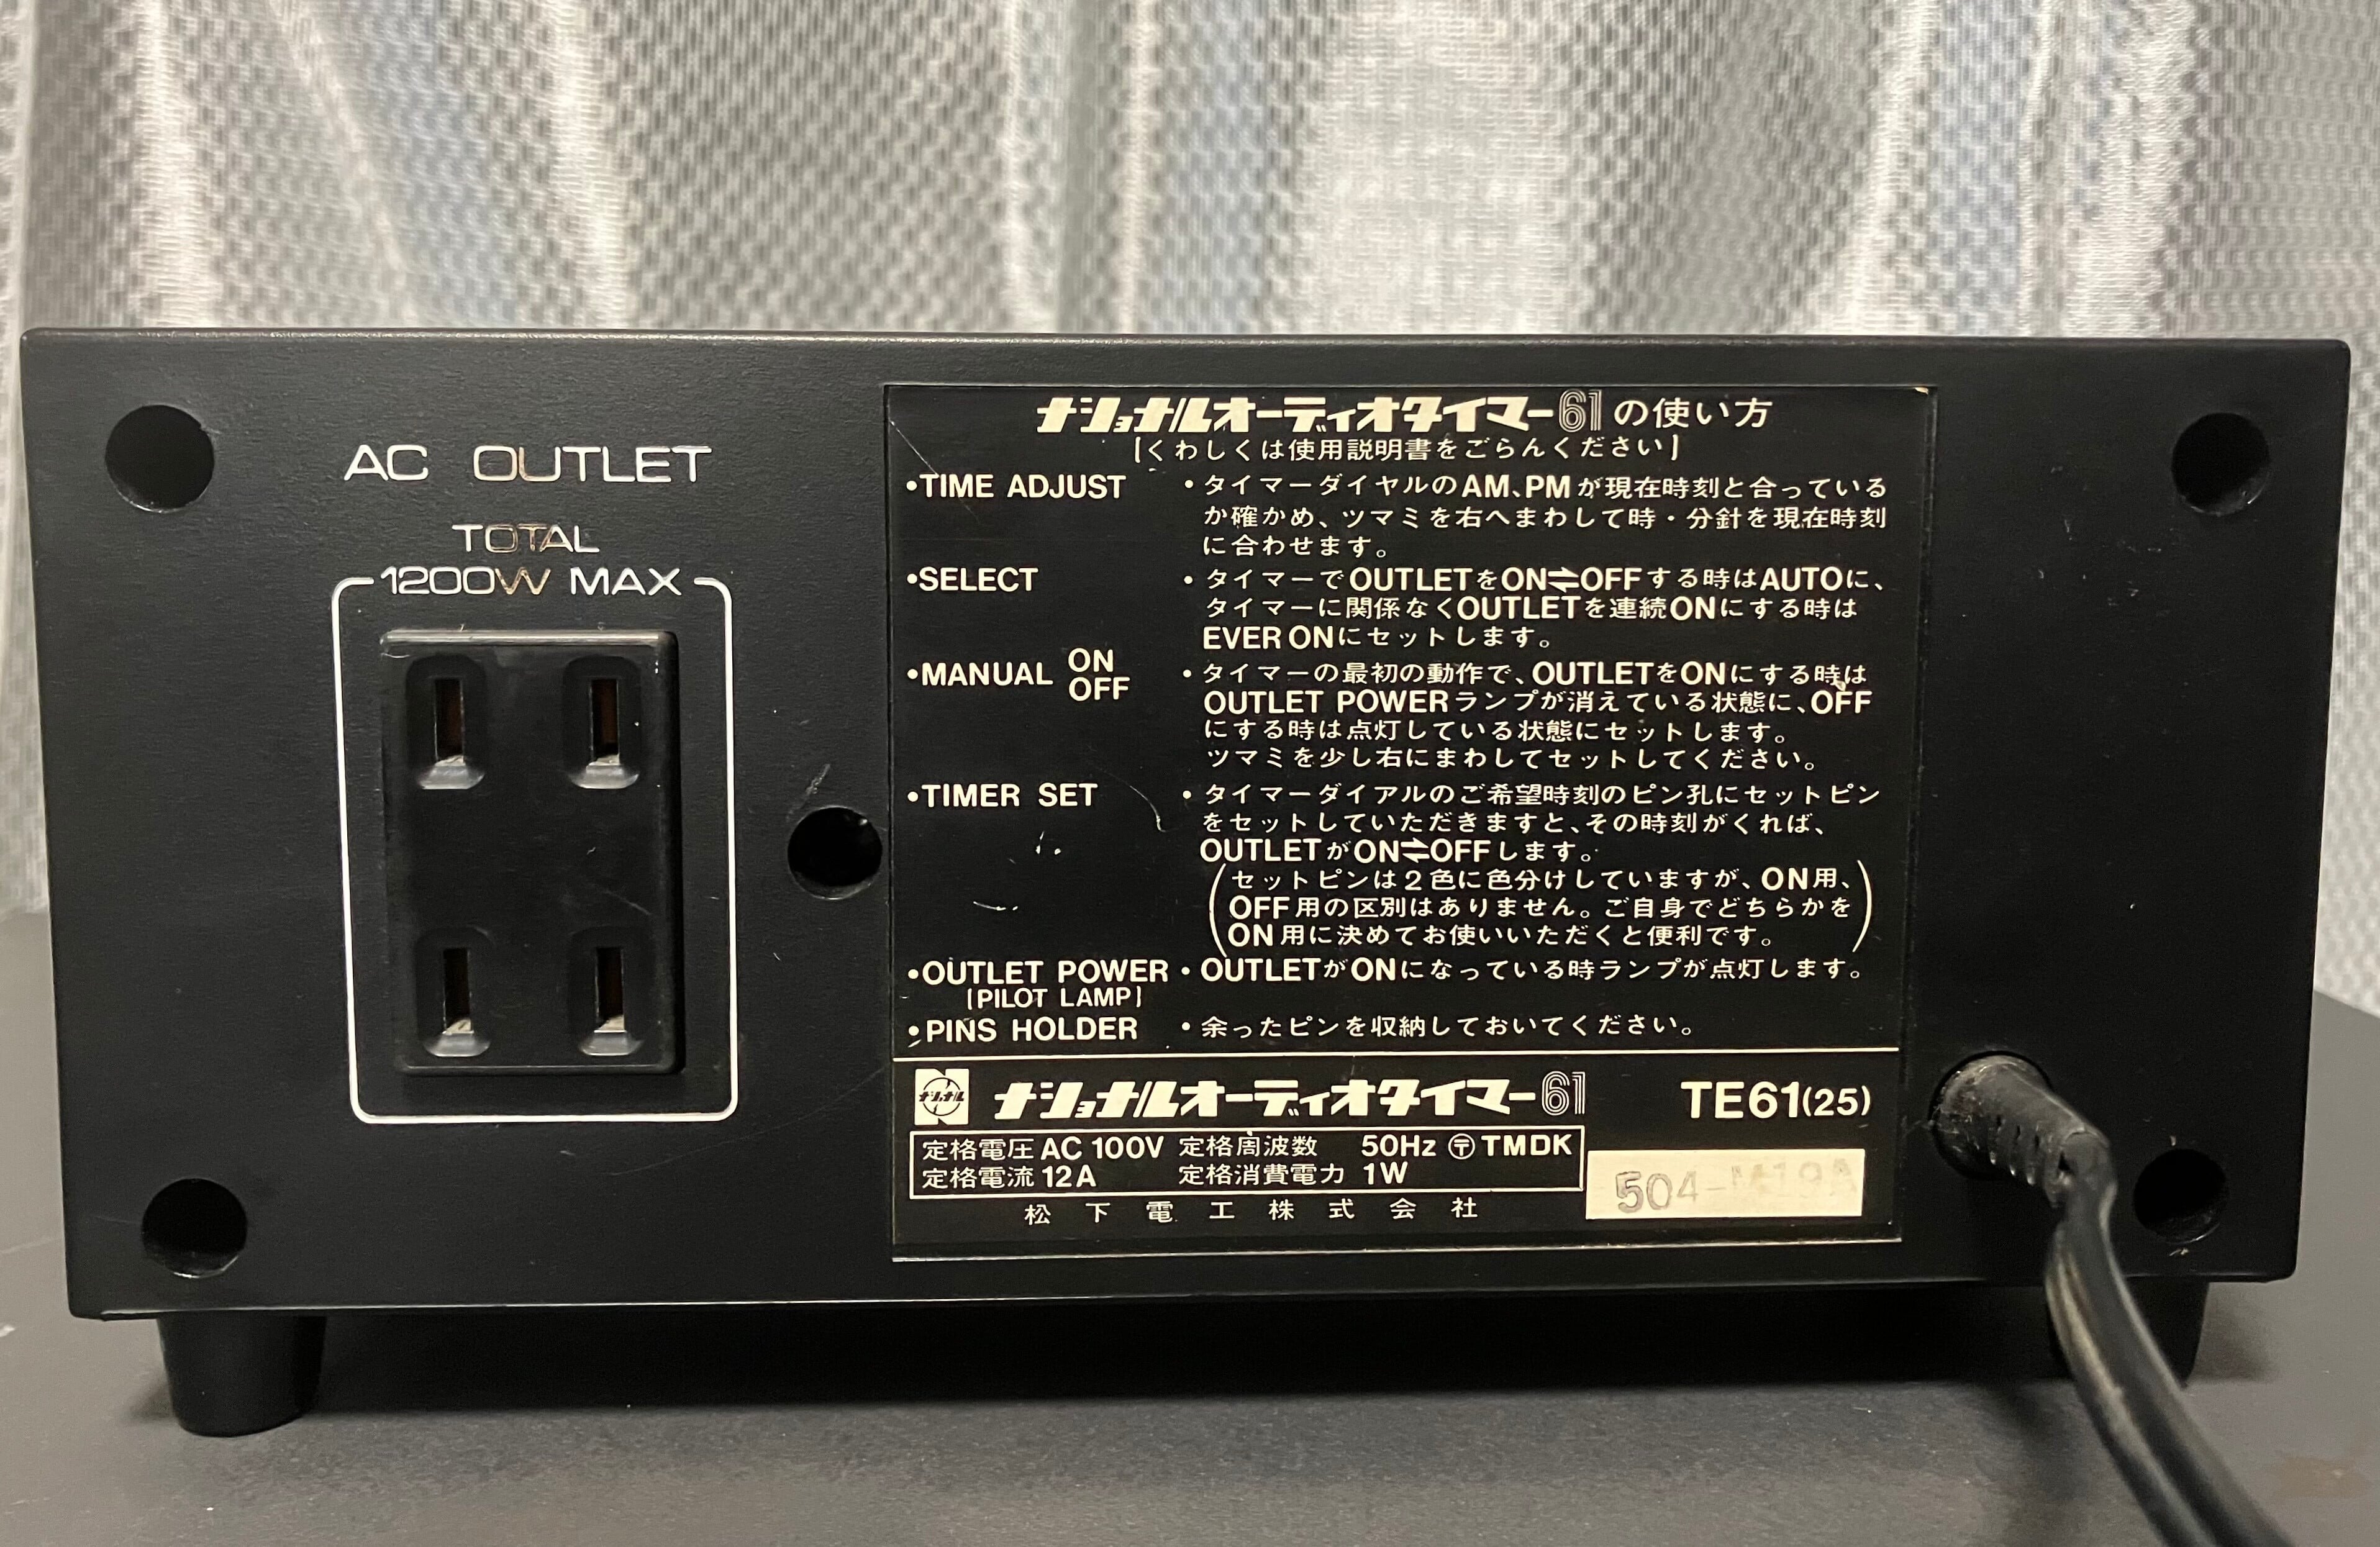 AC OUTLET
TOTAL
1200W MAX
ナショナルオーディオタイマー61の使い方
〔くわしくは使用説明書をごらんください〕
•TIME ADJUST •タイマーダイヤルのAM、PMが現在時刻と合っている
か確かめ、ツマミを右へまわして時・分針を現在時刻
に合わせます。
•SELECT •タイマーでOUTLETをON⇌OFFする時はAUTOに、
タイマーに関係なくOUTLETを連続ONにする時は
EVER ONにセットします。
•MANUAL ON OFF •タイマーの最初の動作で、OUTLETをONにする時は
OUTLET POWERランプが消えている状態に、OFF
にする時は点灯している状態にセットします。
ツマミを少し右にまわしてセットしてください。
•TIMER SET •タイマーダイアルのご希望時刻のピン孔にセットピン
をセットしていただきますと、その時刻がくれば、
OUTLETがON⇌OFFします。
(セットピンは2色に色分けしていますが、ON用、
OFF用の区別はありません。ご自身でどちらかを
ON用に決めてお使いいただくと便利です。)
•OUTLET POWER •OUTLETがONになっている時ランプが点灯します。
〔PILOT LAMP〕
•PINS HOLDER •余ったピンを収納しておいてください。
ナショナル ナショナルオーディオタイマー61 TE61(25)
定格電圧 AC 100V 定格周波数 50Hz 〶 TMDK
定格電流 12A 定格消費電力 1W
504-M19A
松下電工株式会社